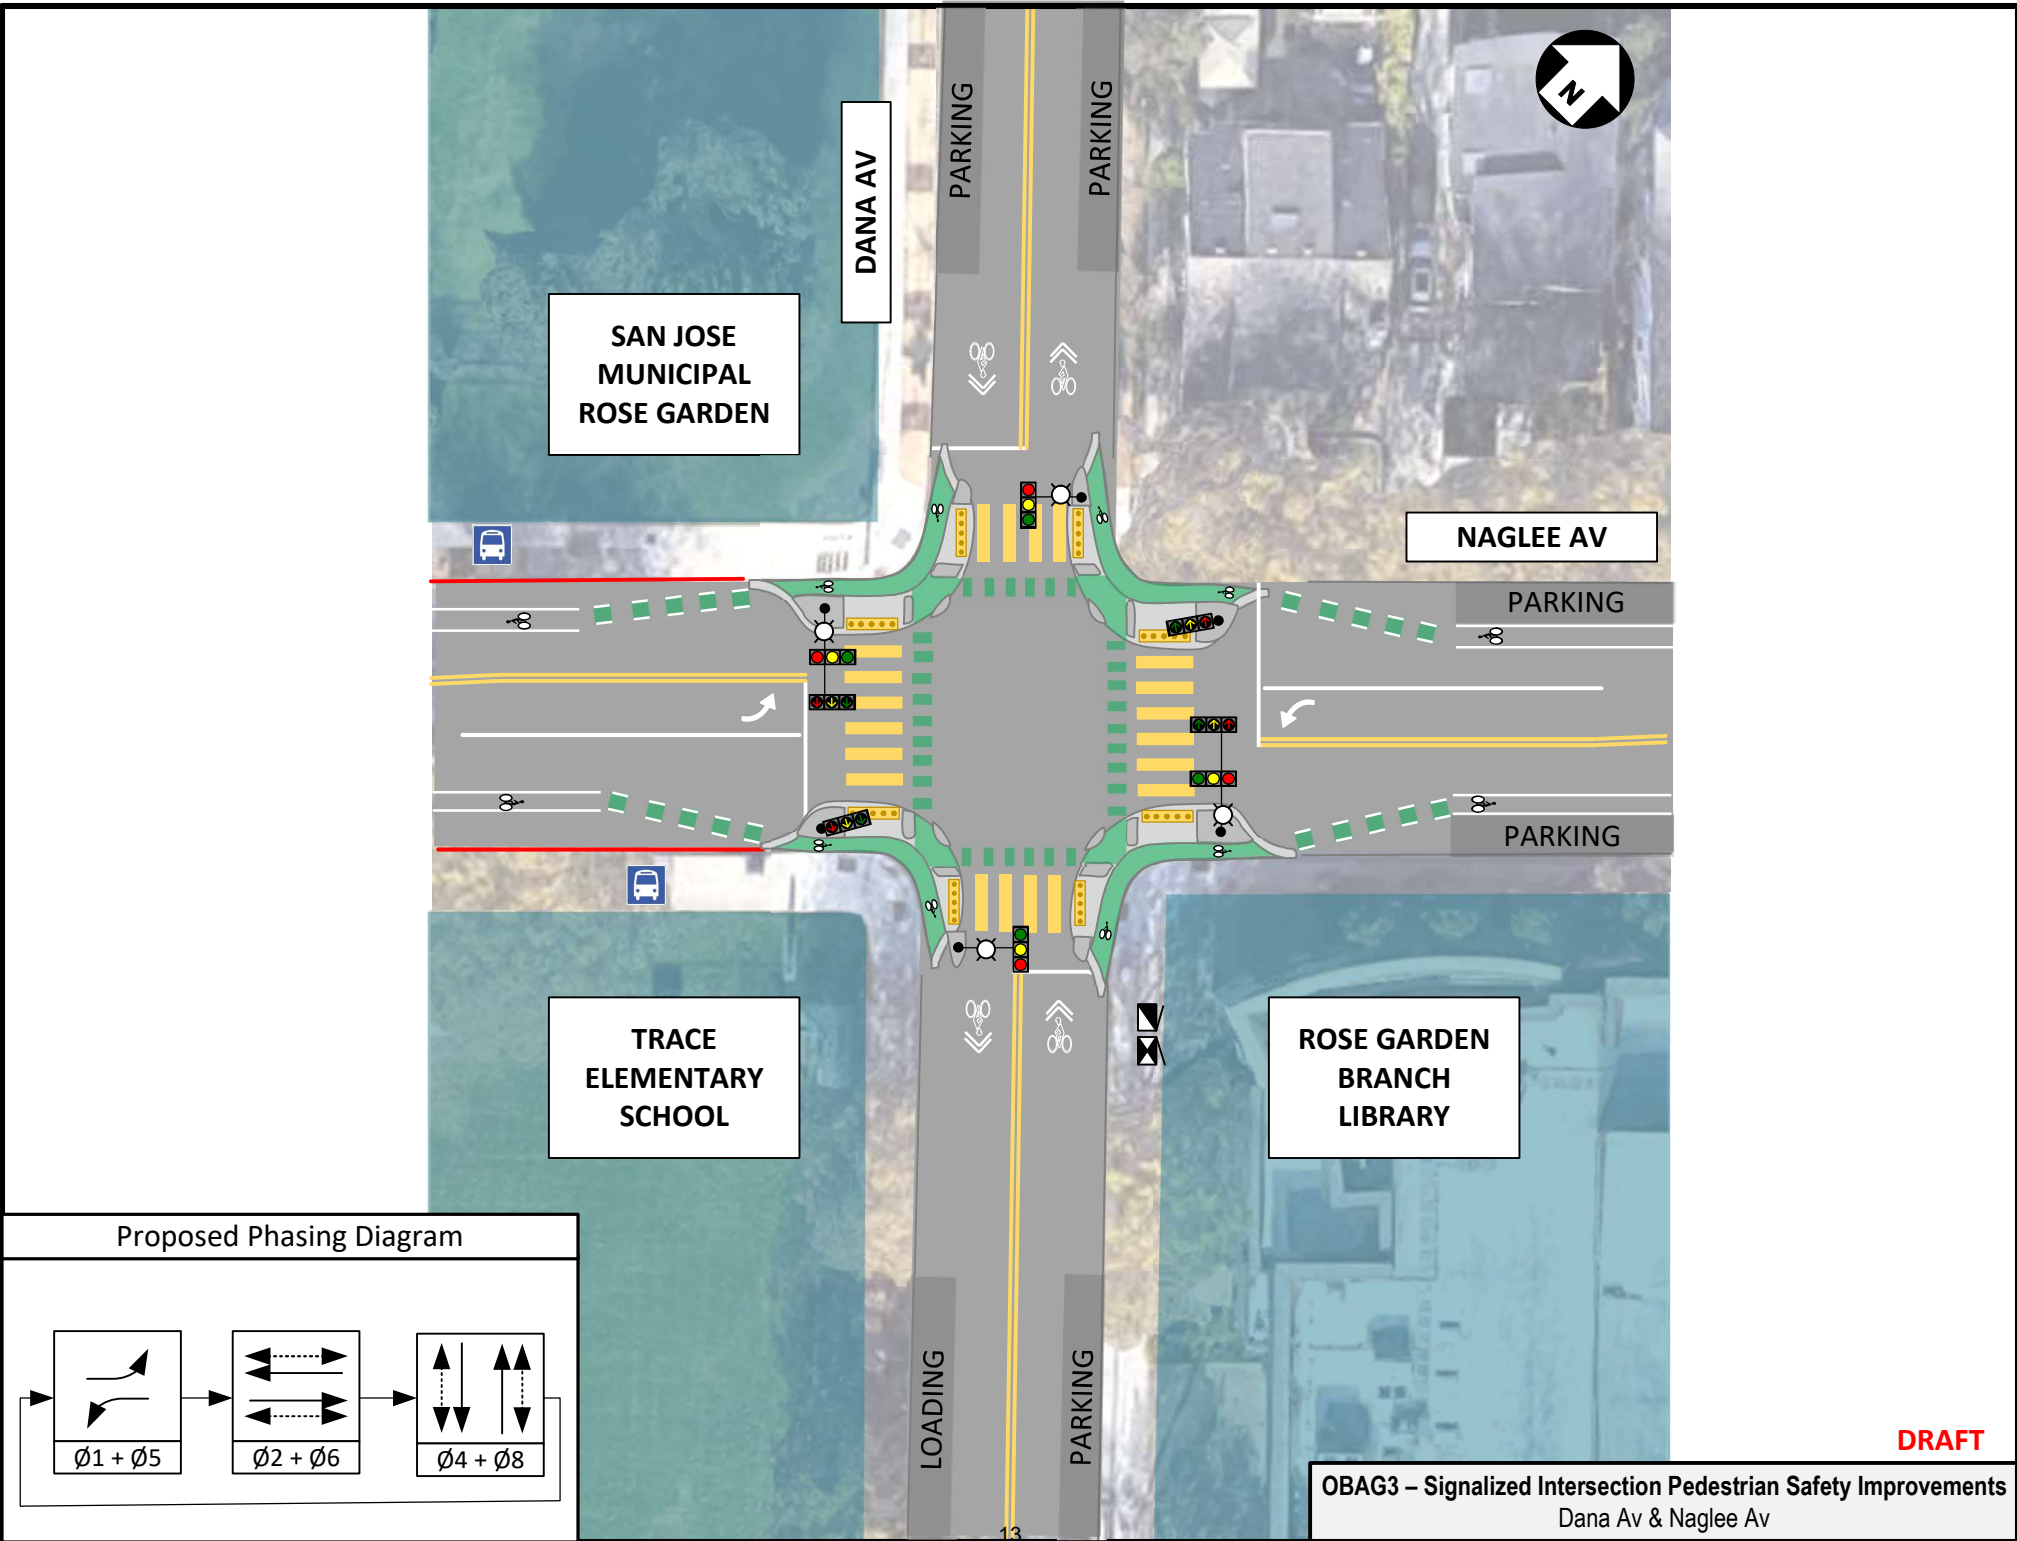 N
PARKING
PARKING
DANA AV
SAN JOSE
MUNICIPAL
ROSE GARDEN
NAGLEE AV
PARKING
PARKING
TRACE
ELEMENTARY
SCHOOL
ROSE GARDEN
BRANCH
LIBRARY
LOADING
PARKING
Proposed Phasing Diagram
Ø1 + Ø5
Ø2 + Ø6
Ø4 + Ø8
DRAFT
OBAG3 – Signalized Intersection Pedestrian Safety Improvements
Dana Av & Naglee Av
13